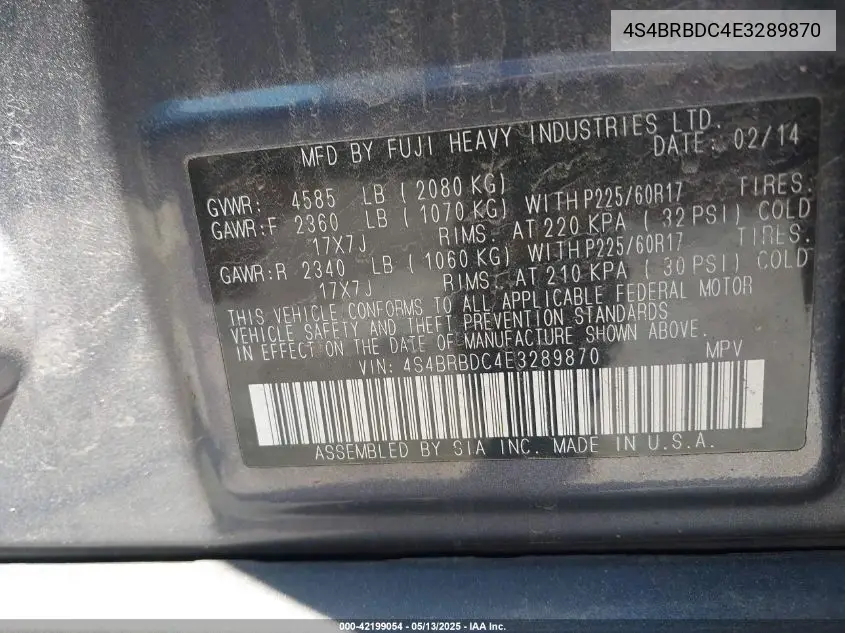 4S4BRBDC4E3289870
MFD BY FUJI HEAVY INDUSTRIES LTD.
DATE: 02/14
GVWR: 4585 LB ( 2080 KG)
GAWR:F 2360 LB ( 1070 KG) WITH P225/60R17 TIRES.
17X7J RIMS. AT 220 KPA ( 32 PSI) COLD
GAWR:R 2340 LB ( 1060 KG) WITH P225/60R17 TIRES.
17X7J RIMS. AT 210 KPA ( 30 PSI) COLD
THIS VEHICLE CONFORMS TO ALL APPLICABLE FEDERAL MOTOR
VEHICLE SAFETY AND THEFT PREVENTION STANDARDS
IN EFFECT ON THE DATE OF MANUFACTURE SHOWN ABOVE.
VIN: 4S4BRBDC4E3289870 MPV
ASSEMBLED BY SIA INC. MADE IN U.S.A.
000-42199054 - 05/13/2025 - IAA Inc.